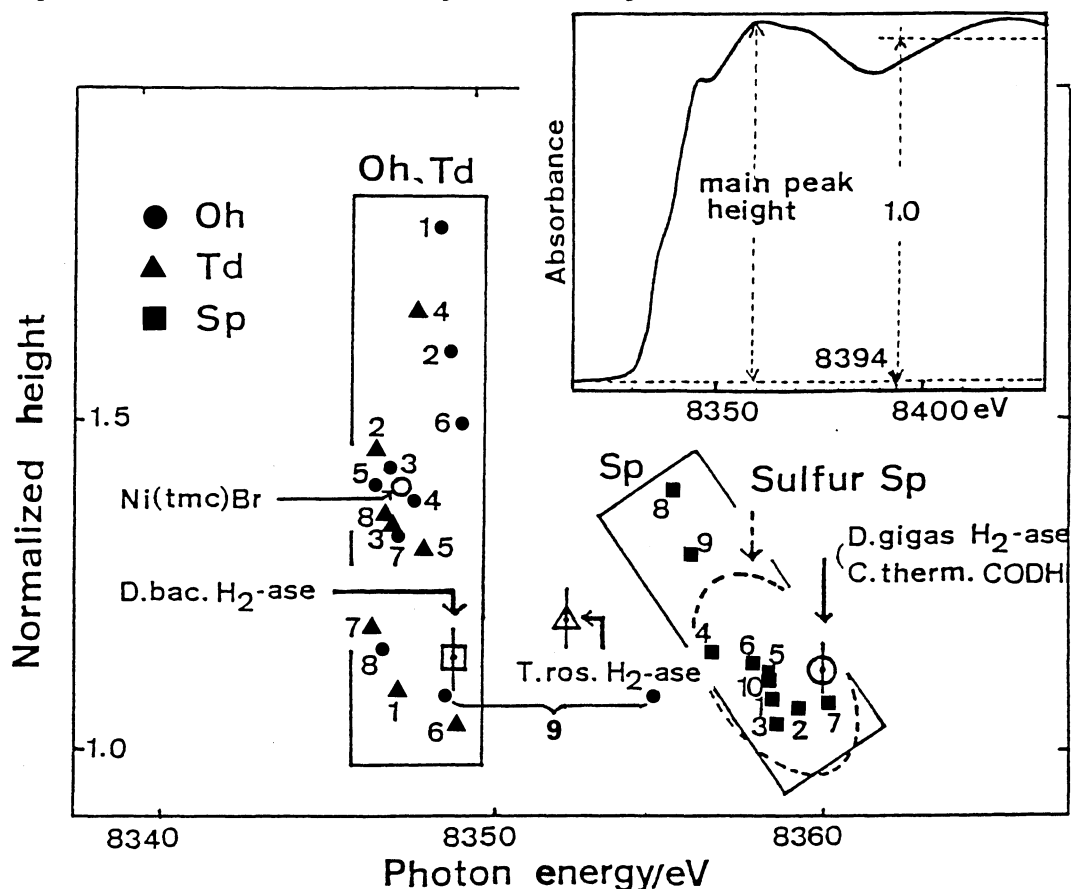 Oh、Td
Oh
Td
Sp
Normalized height
1.5
1.0
1
4
2
6
2
3
5
4
8
3
7
5
Ni(tmc)Br
D.bac. H2-ase
7
8
1
6
T.ros. H2-ase
9
Sp
Sulfur Sp
8
9
D.gigas H2-ase
C.therm. CODH
4
6
5
10
1
3
2
7
8340
8350
8360
Photon energy/eV
Absorbance
main peak
height
1.0
8394
8350
8400 eV